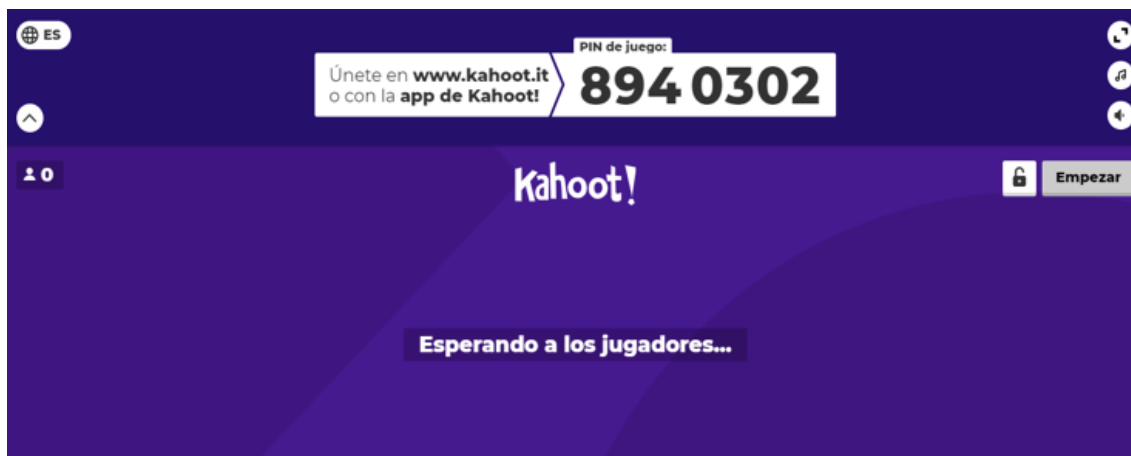 ES
PIN de juego:
Únete en www.kahoot.it
o con la app de Kahoot!
894 0302
0
Kahoot!
Empezar
Esperando a los jugadores...